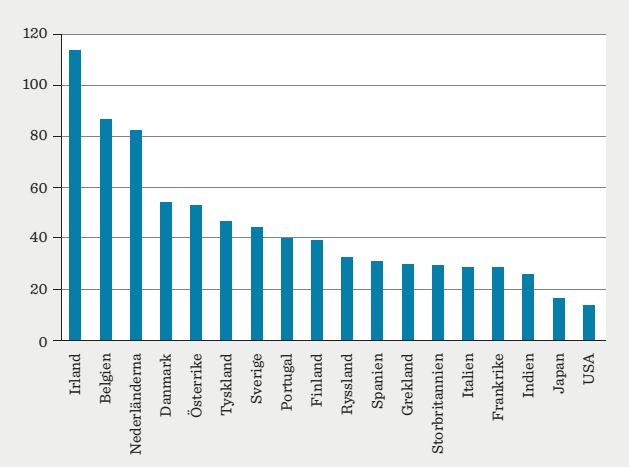 120
100
80
60
40
20
0
Irland
Belgien
Nederländerna
Danmark
Österrike
Tyskland
Sverige
Portugal
Finland
Ryssland
Spanien
Grekland
Storbritannien
Italien
Frankrike
Indien
Japan
USA